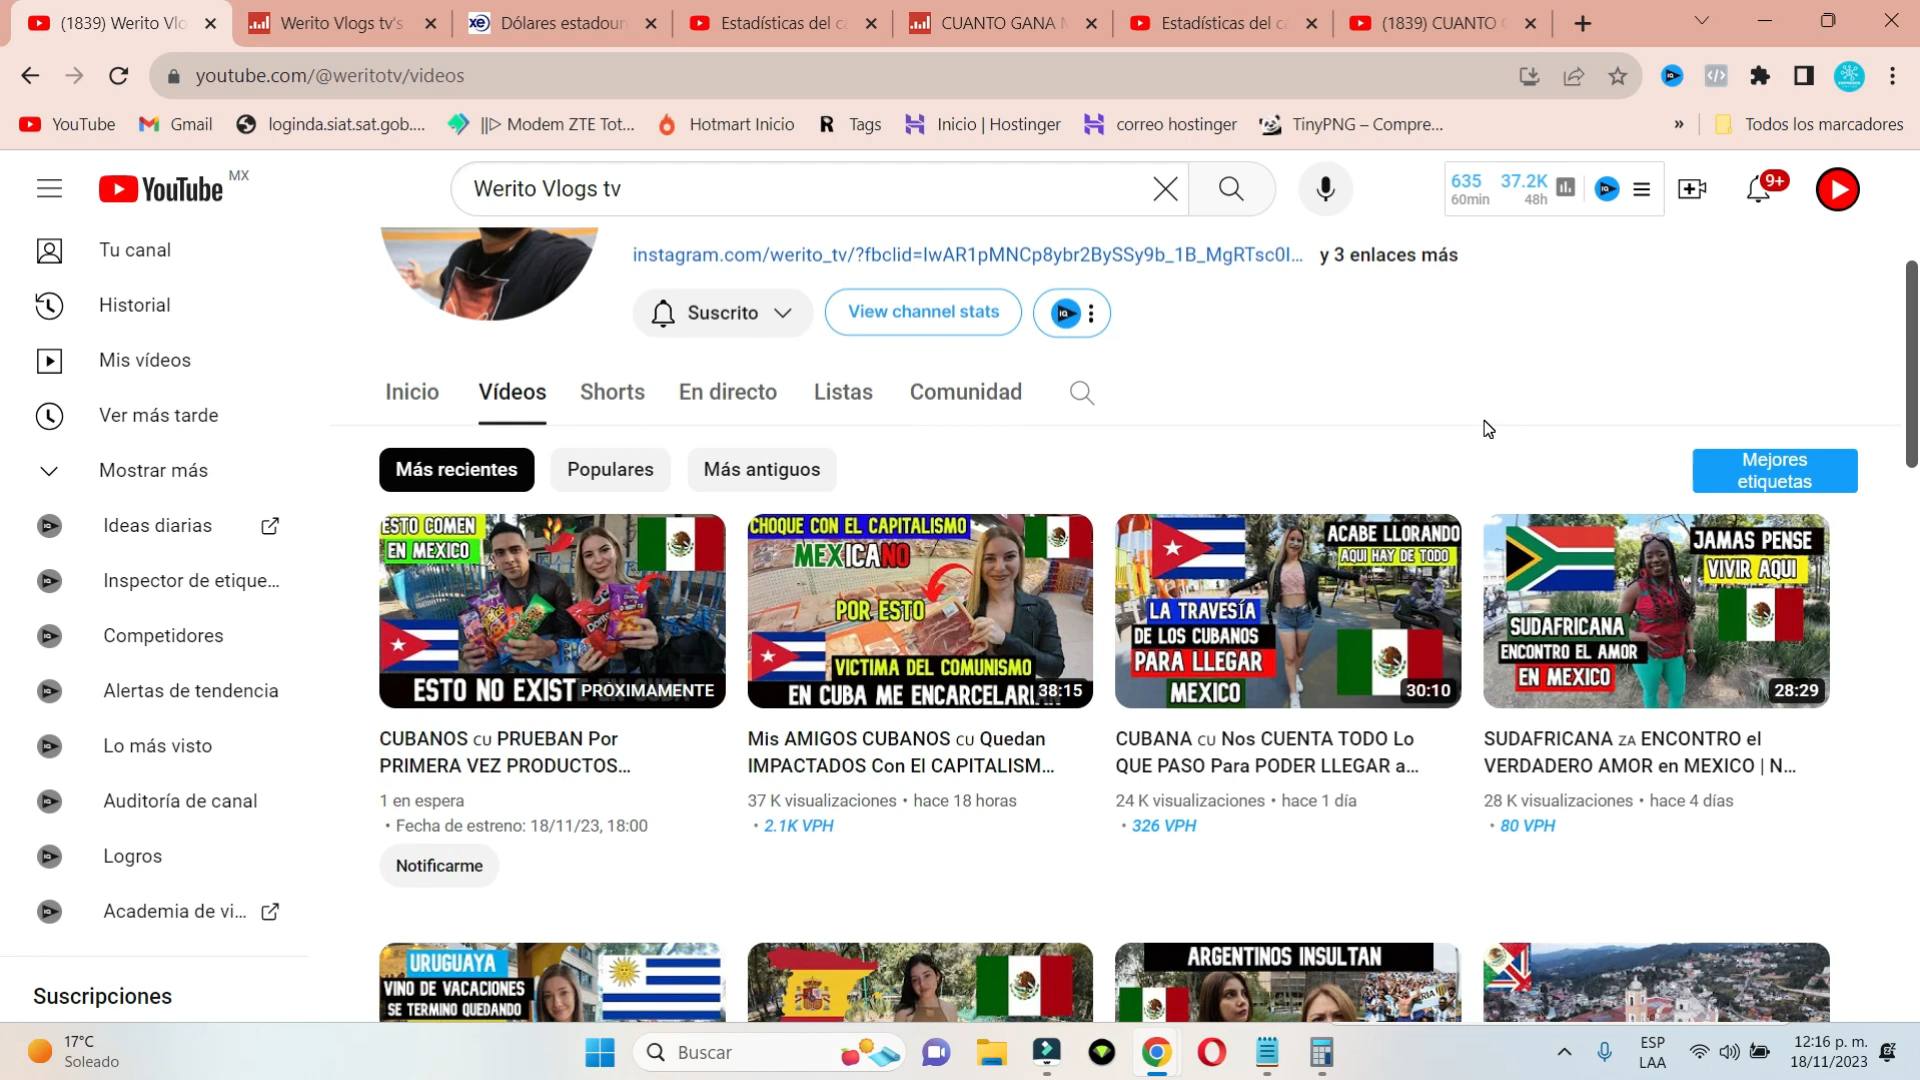 (1839) Werito Vlo
Werito Vlogs tv's
Dólares estadoun
Estadísticas del c
CUANTO GANA
Estadísticas del c
(1839) CUANTO
youtube.com/@weritotv/videos
YouTube
Gmail
loginda.siat.sat.gob....
||> Modem ZTE Tot...
Hotmart Inicio
Tags
Inicio | Hostinger
correo hostinger
TinyPNG – Compre...
»
Todos los marcadores
YouTube MX
Werito Vlogs tv
635 37.2K
60min 48h
9+
Tu canal
Historial
Mis vídeos
Ver más tarde
Mostrar más
Ideas diarias
Inspector de etique...
Competidores
Alertas de tendencia
Lo más visto
Auditoría de canal
Logros
Academia de vi...
Suscripciones
instagram.com/werito_tv/?fbclid=IwAR1pMNCp8ybr2BySSy9b_1B_MgRTsc0I... y 3 enlaces más
Suscrito
View channel stats
Inicio Vídeos Shorts En directo Listas Comunidad
Más recientes Populares Más antiguos
Mejores
etiquetas
ESTO COMEN
EN MEXICO
ESTO NO EXIST
PRÓXIMAMENTE
CUBANOS CU PRUEBAN Por
PRIMERA VEZ PRODUCTOS...
1 en espera
• Fecha de estreno: 18/11/23, 18:00
Notificarme
CHOQUE CON EL CAPITALISMO
MEXICANO
POR ESTO
VICTIMA DEL COMUNISMO
EN CUBA ME ENCARCELARI
38:15
Mis AMIGOS CUBANOS CU Quedan
IMPACTADOS Con El CAPITALISM...
37 K visualizaciones • hace 18 horas
• 2.1K VPH
ACABE LLORANDO
AQUI HAY DE TODO
LA TRAVESÍA
DE LOS CUBANOS
PARA LLEGAR
MEXICO
30:10
CUBANA CU Nos CUENTA TODO Lo
QUE PASO Para PODER LLEGAR a...
24 K visualizaciones • hace 1 día
• 326 VPH
JAMAS PENSE
VIVIR AQUI
SUDAFRICANA
ENCONTRO EL AMOR
EN MEXICO
28:29
SUDAFRICANA ZA ENCONTRO el
VERDADERO AMOR en MEXICO | N...
28 K visualizaciones • hace 4 días
• 80 VPH
URUGUAYA
VINO DE VACACIONES
SE TERMINO QUEDANDO
ARGENTINOS INSULTAN
17°C
Soleado
Buscar
ESP
LAA
12:16 p. m.
18/11/2023